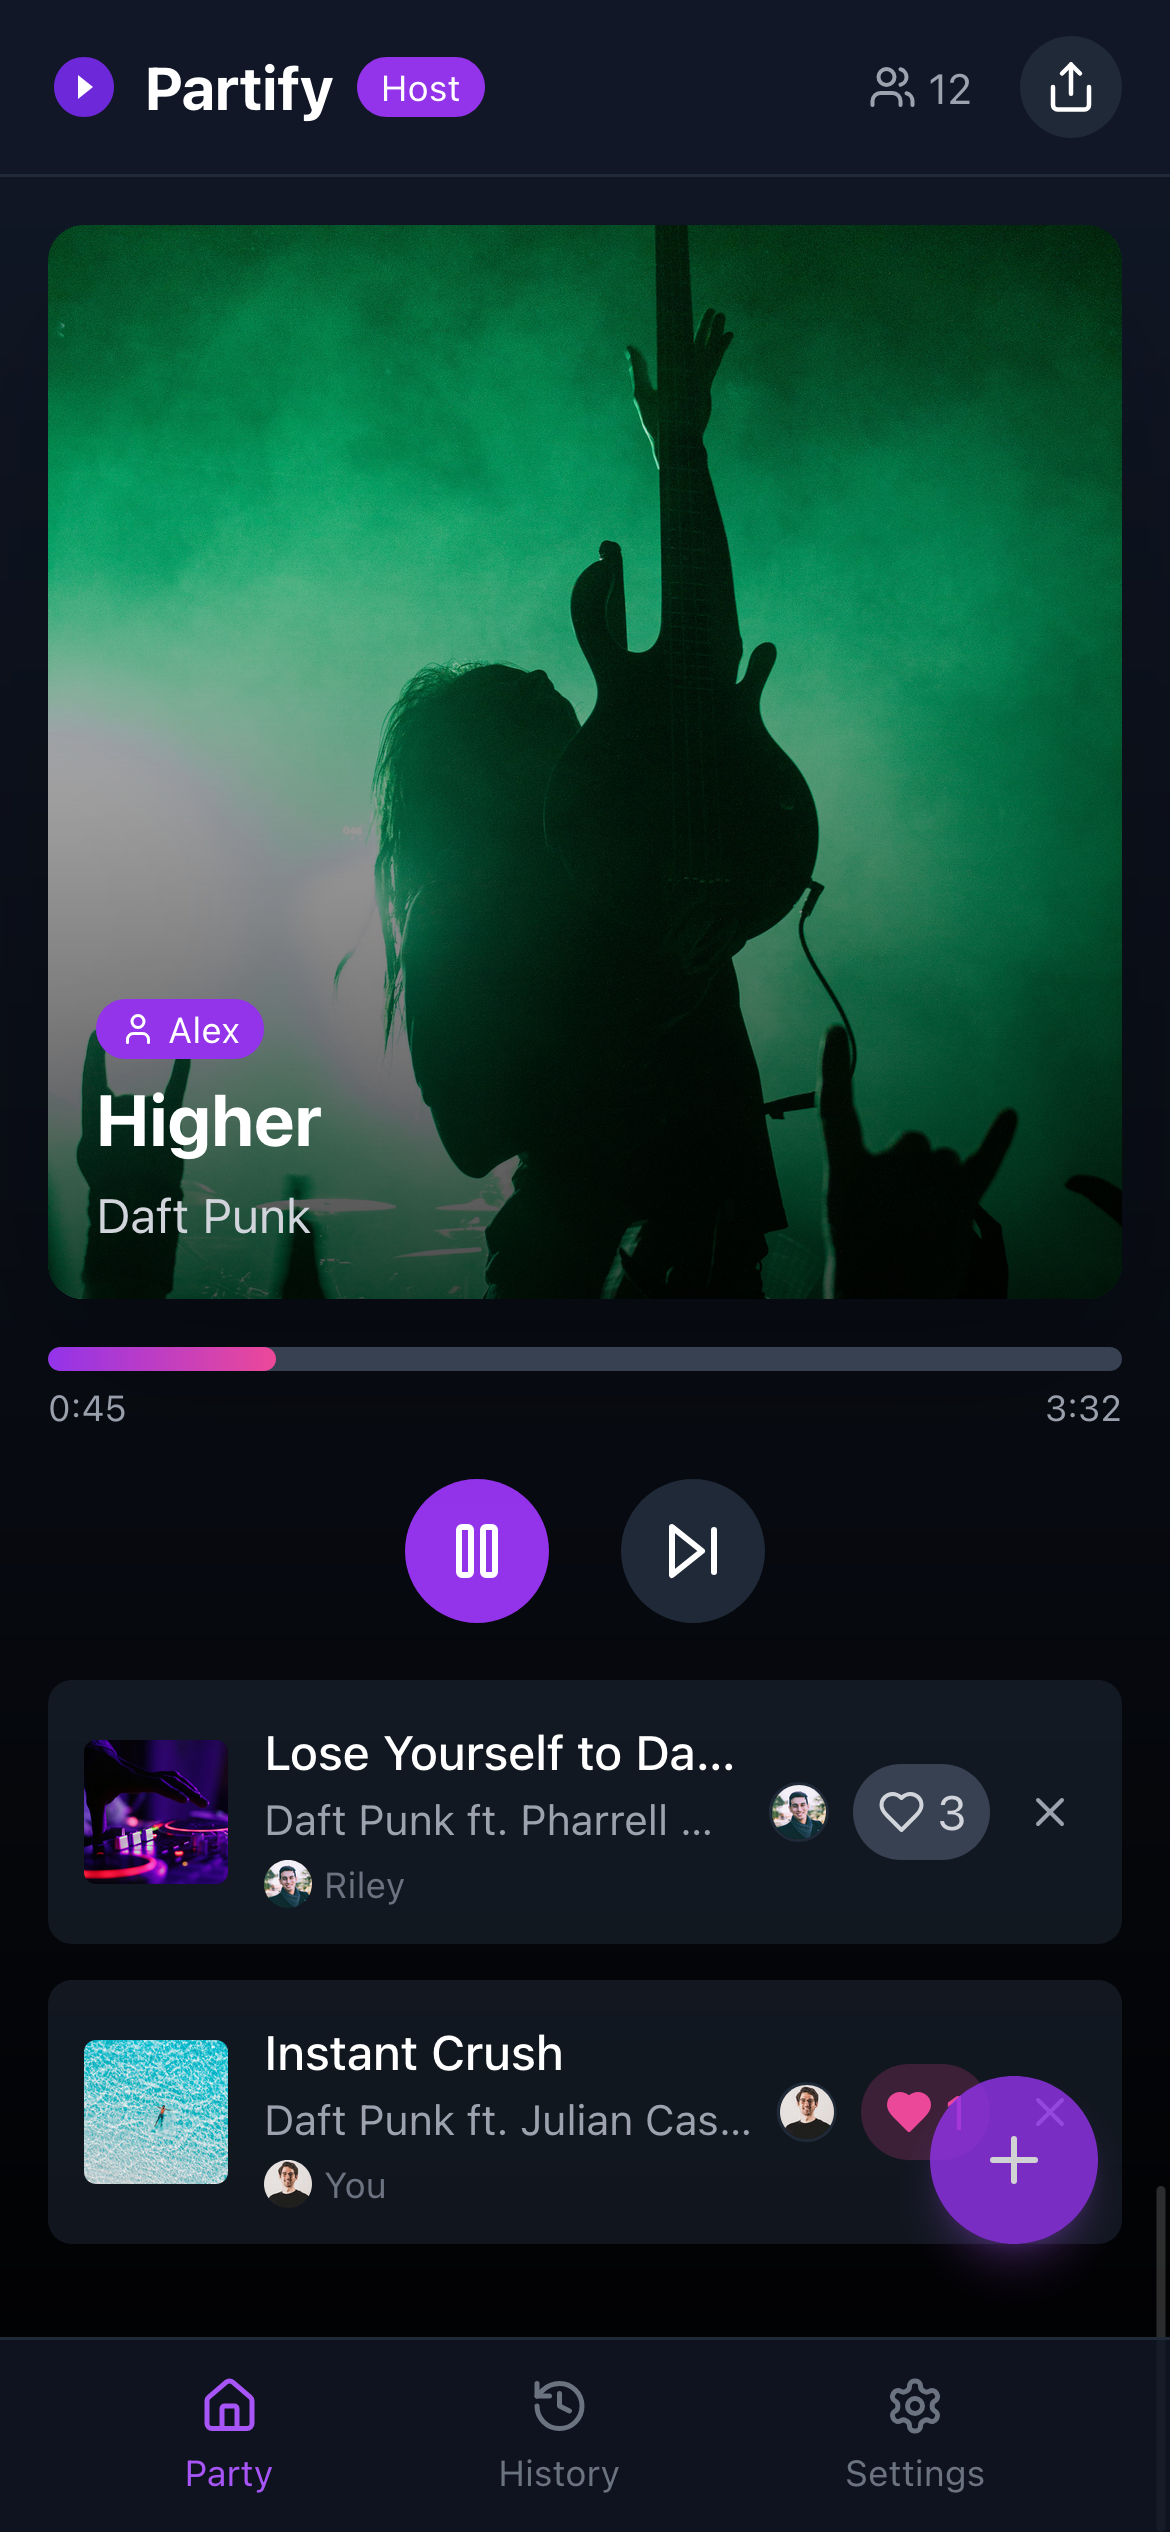 Partify Host 12
Alex
Higher
Daft Punk
0:45 3:32
Lose Yourself to Da...
Daft Punk ft. Pharrell ...
3
Riley
Instant Crush
Daft Punk ft. Julian Cas...
1
You
Party History Settings